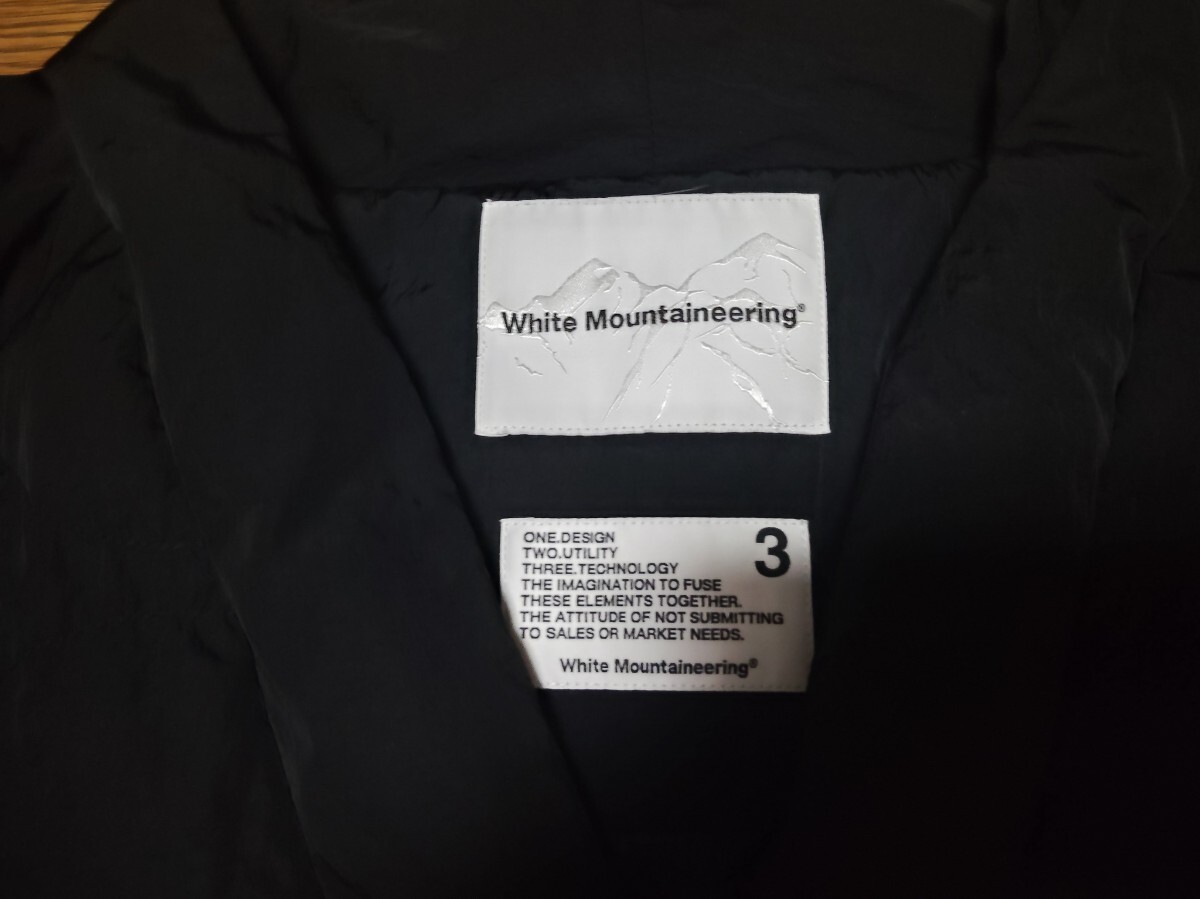 White Mountaineering®
ONE.DESIGN
TWO.UTILITY
THREE.TECHNOLOGY
THE IMAGINATION TO FUSE
THESE ELEMENTS TOGETHER.
THE ATTITUDE OF NOT SUBMITTING
TO SALES OR MARKET NEEDS.
3
White Mountaineering®